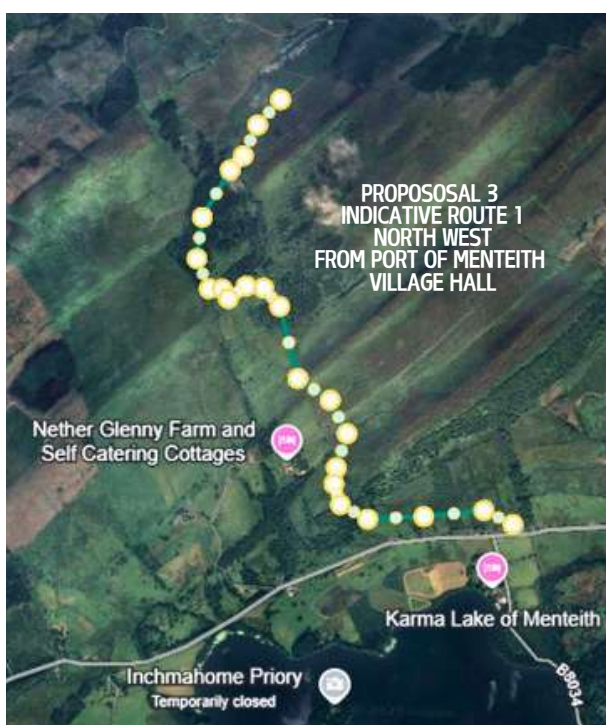 PROPOSOSAL 3
INDICATIVE ROUTE 1
NORTH WEST
FROM PORT OF MENTEITH
VILLAGE HALL
Nether Glenny Farm and
Self Catering Cottages
Karma Lake of Menteith
B8034
Inchmahome Priory
Temporarily closed